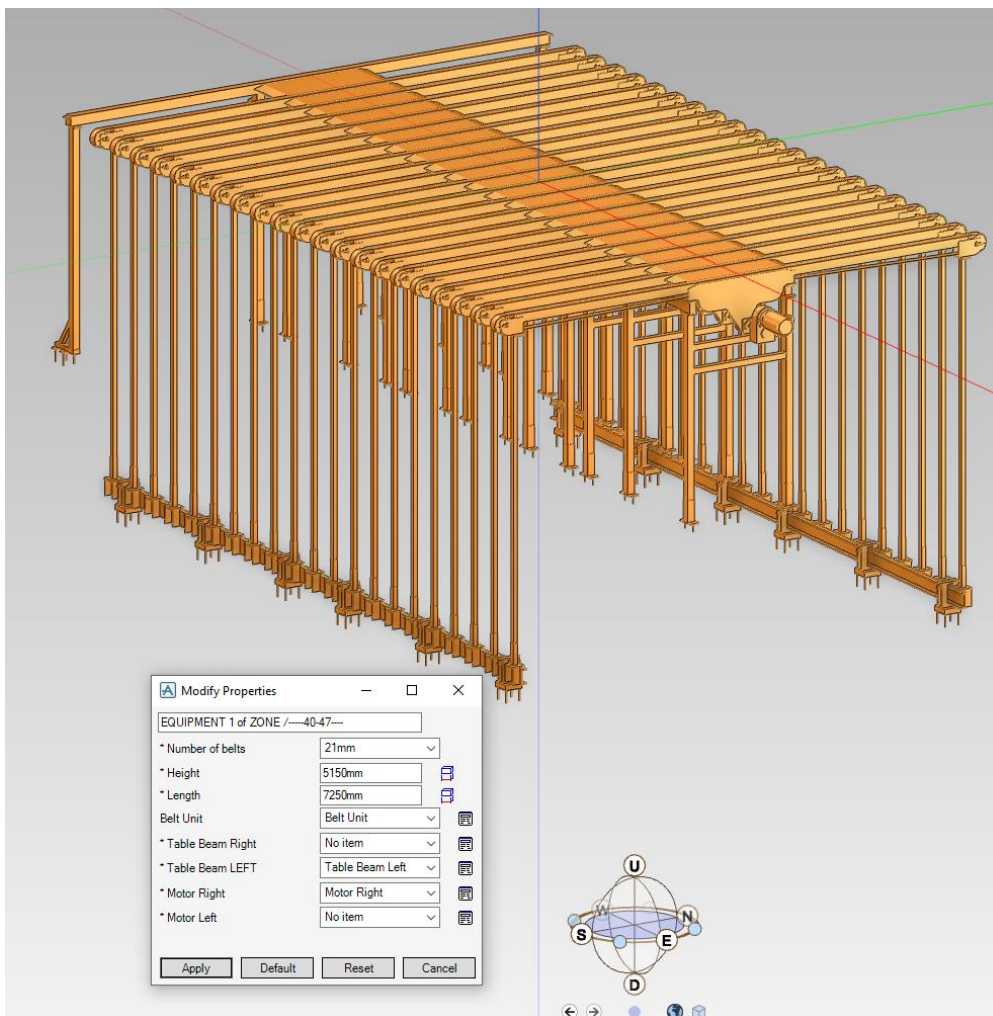 Modify Properties
EQUIPMENT 1 of ZONE /----40-47----
* Number of belts 21mm
* Height 5150mm
* Length 7250mm
Belt Unit Belt Unit
* Table Beam Right No item
* Table Beam LEFT Table Beam Left
* Motor Right Motor Right
* Motor Left No item
Apply Default Reset Cancel
U
W N
S E
D